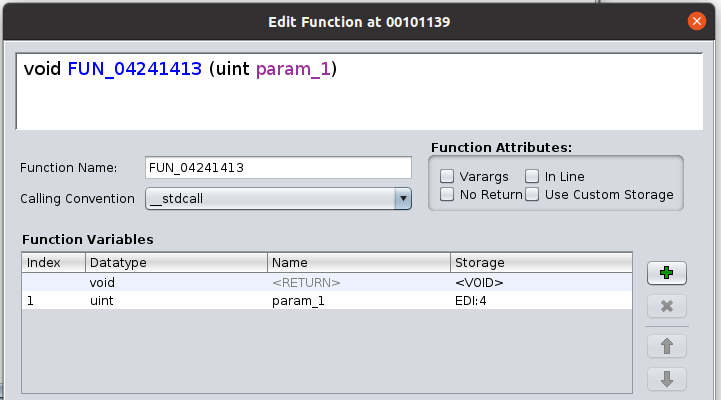 Edit Function at 00101139
void FUN_04241413 (uint param_1)
Function Attributes:
Function Name: FUN_04241413
Varargs In Line
Calling Convention __stdcall
No Return Use Custom Storage
Function Variables
Index Datatype Name Storage
void <RETURN> <VOID>
1 uint param_1 EDI:4